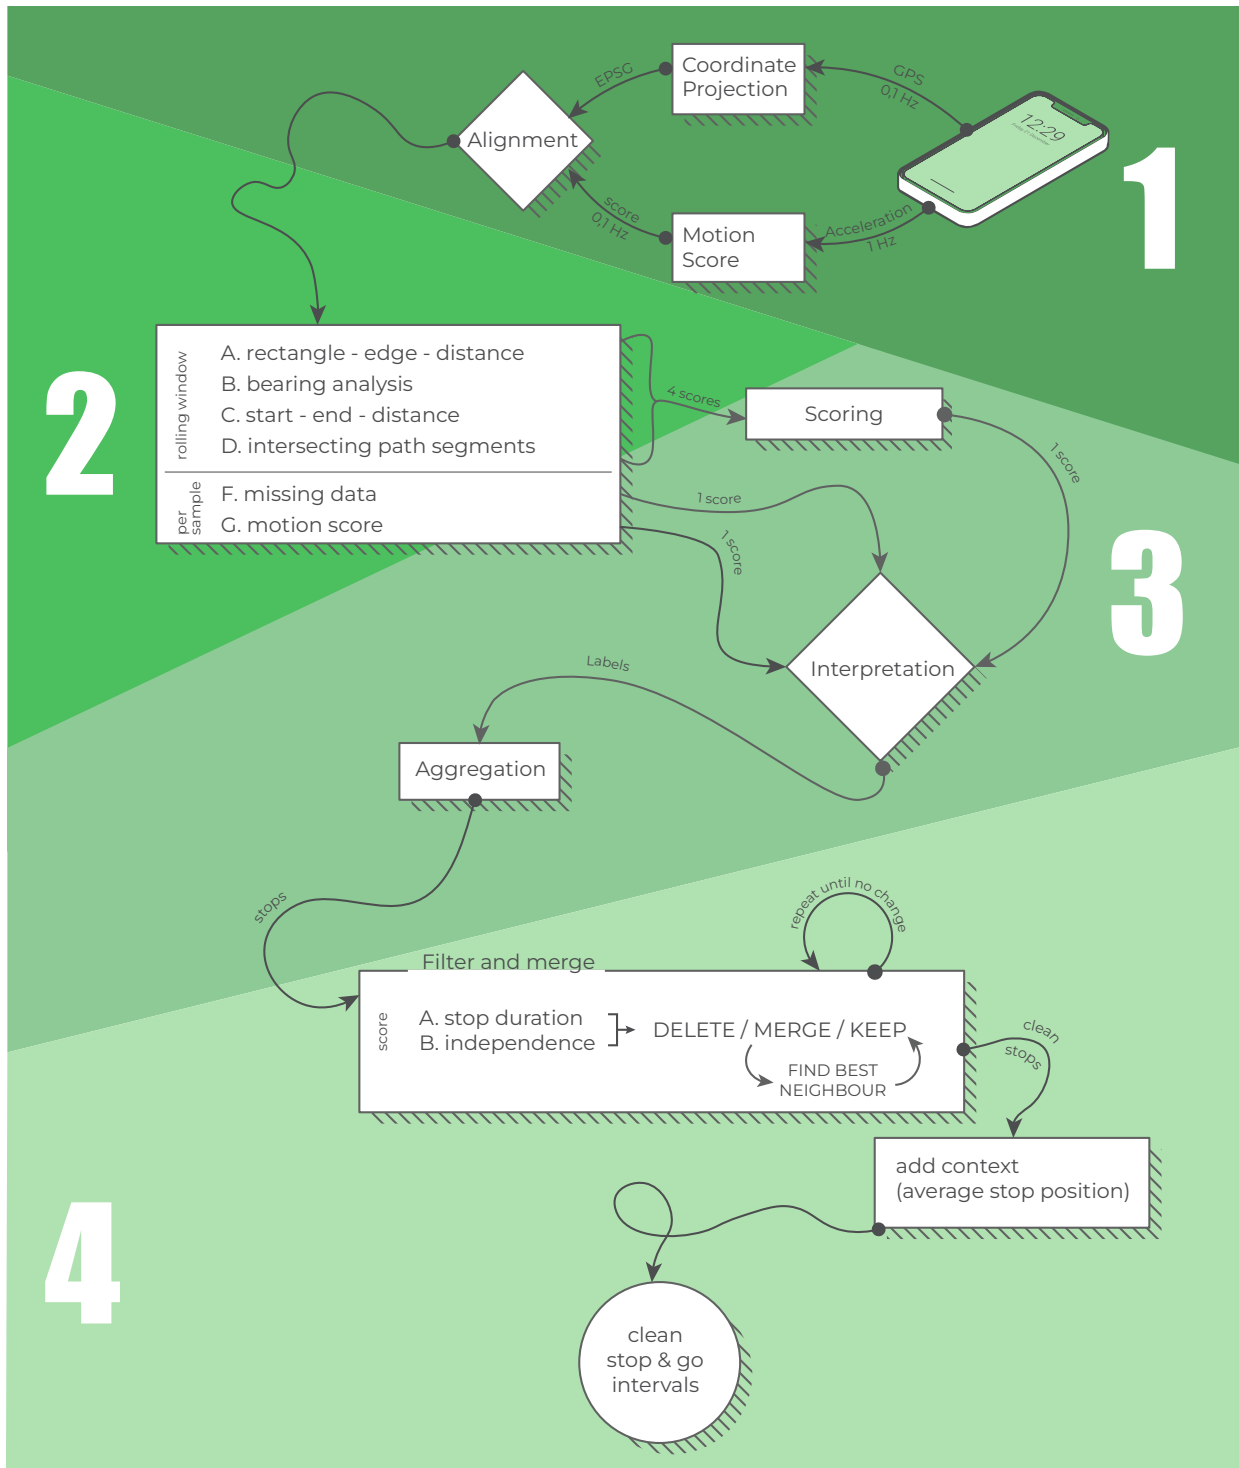 1
GPS
0,1 Hz
Coordinate
Projection
EPSG
Alignment
12:29
Acceleration
1 Hz
Motion
Score
score
0,1 Hz
2
rolling window
A. rectangle - edge - distance
B. bearing analysis
C. start - end - distance
D. intersecting path segments
per
sample
F. missing data
G. motion score
4 scores
Scoring
1 score
1 score
1 score
3
Interpretation
Labels
Aggregation
stops
4
repeat until no change
Filter and merge
score
A. stop duration
B. independence
DELETE / MERGE / KEEP
FIND BEST
NEIGHBOUR
clean
stops
add context
(average stop position)
clean
stop & go
intervals